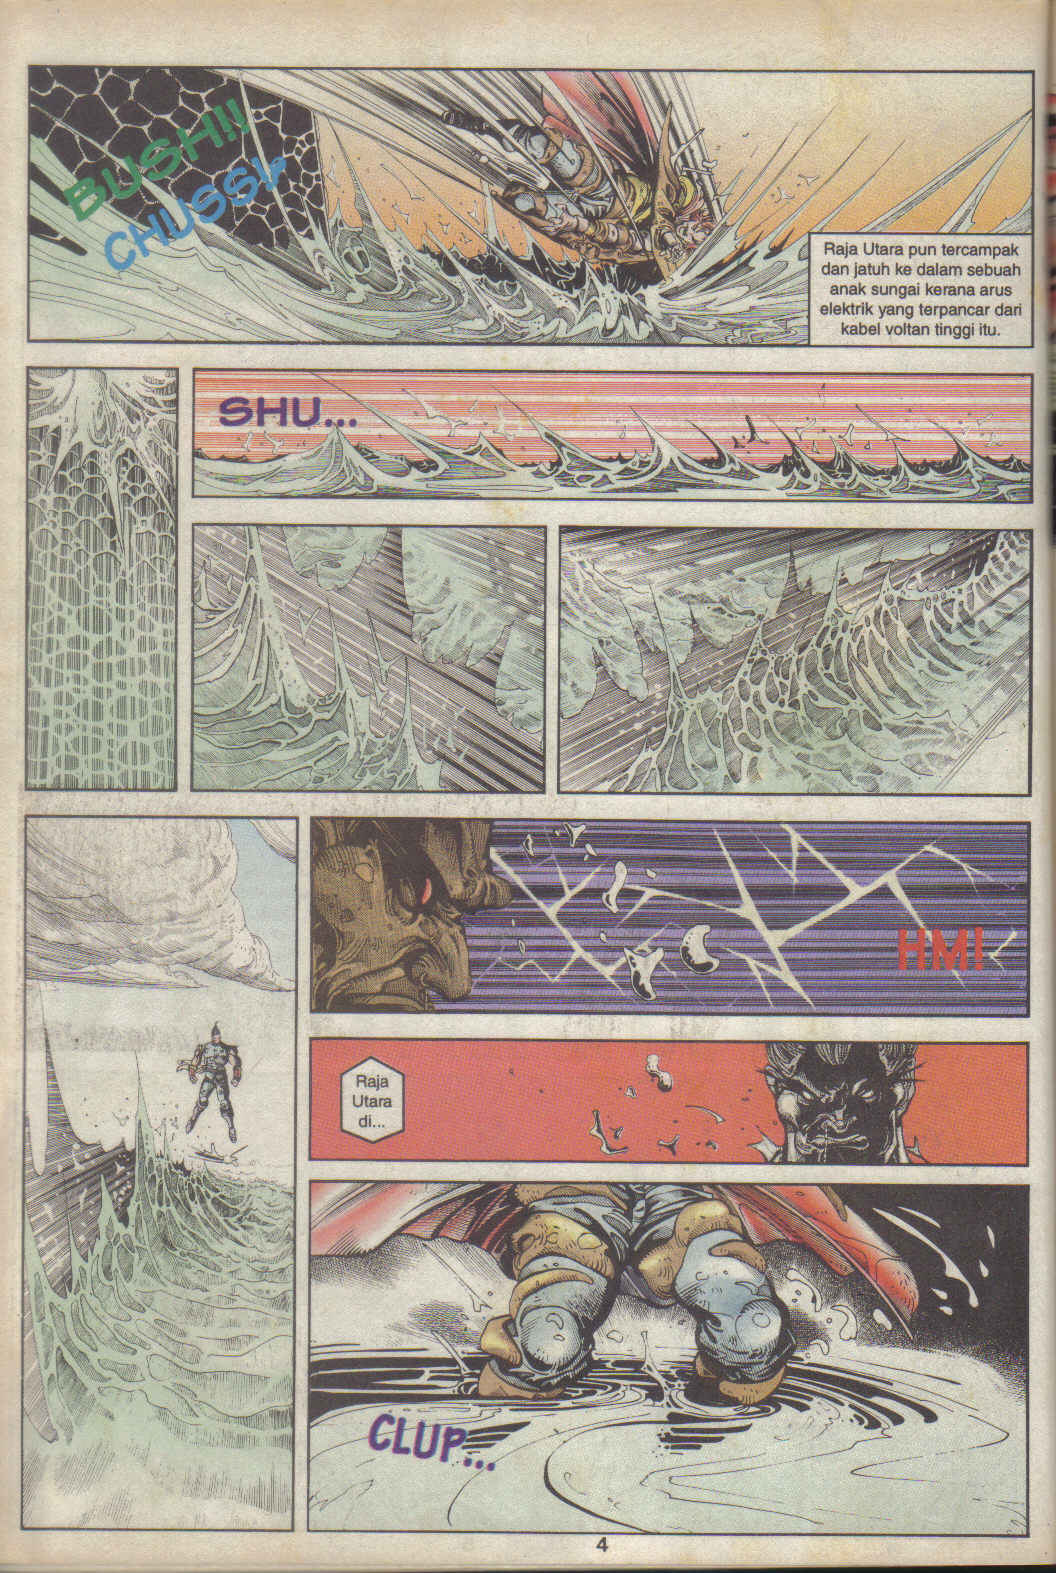 BUSH!!
CHUSS!
Raja Utara pun tercampak
dan jatuh ke dalam sebuah
anak sungai kerana arus
elektrik yang terpancar dari
kabel voltan tinggi itu.
SHU...
HM!
Raja
Utara
di...
CLUP...
4